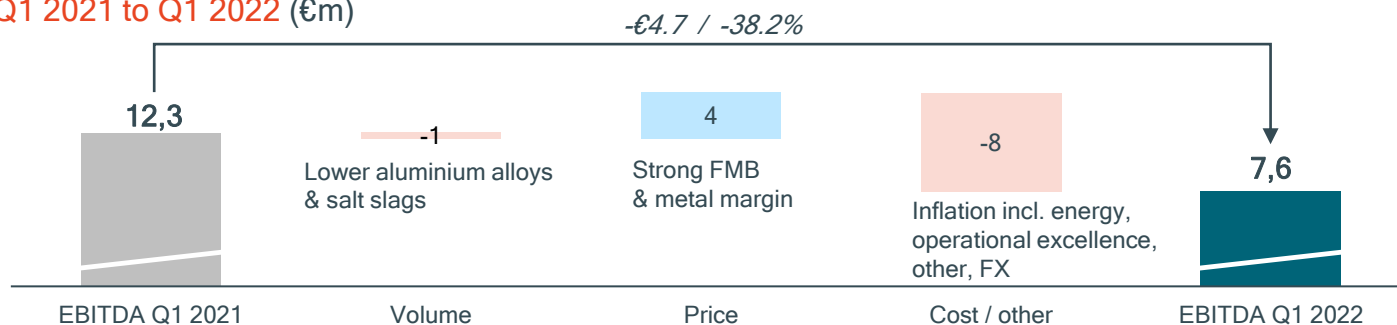 Q1 2021 to Q1 2022 (€m)
-€4.7 / -38.2%
12,3
-1
Lower aluminium alloys
& salt slags
4
Strong FMB
& metal margin
-8
Inflation incl. energy,
operational excellence,
other, FX
7,6
EBITDA Q1 2021
Volume
Price
Cost / other
EBITDA Q1 2022